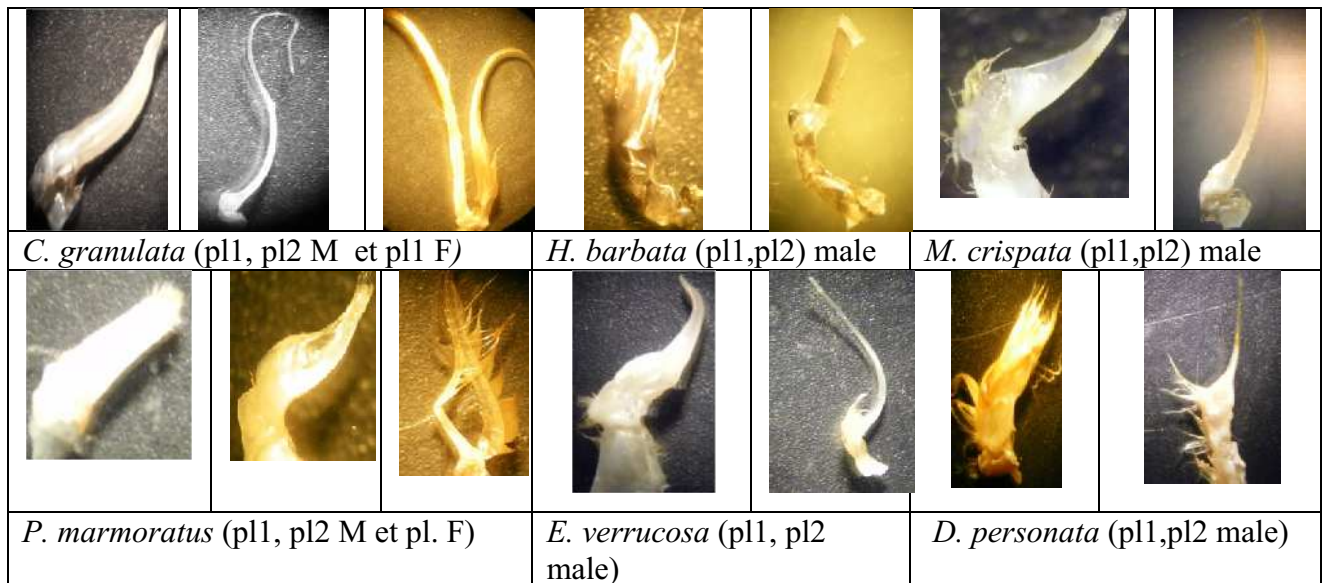 C. granulata (pl1, pl2 M et pl1 F)
H. barbata (pl1,pl2) male
M. crispata (pl1,pl2) male
P. marmoratus (pl1, pl2 M et pl. F)
E. verrucosa (pl1, pl2
male)
D. personata (pl1,pl2 male)